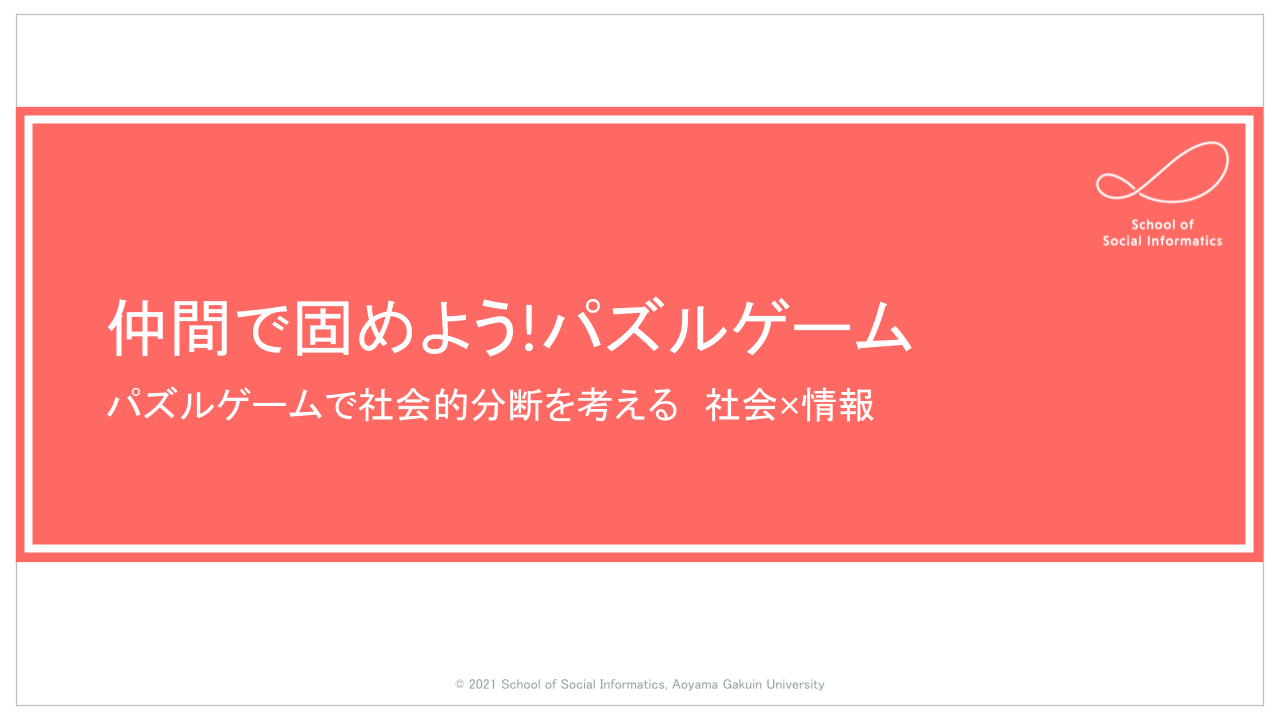 School of
Social Informatics
仲間で固めよう!パズルゲーム
パズルゲームで社会的分断を考える　社会×情報
© 2021 School of Social Informatics, Aoyama Gakuin University